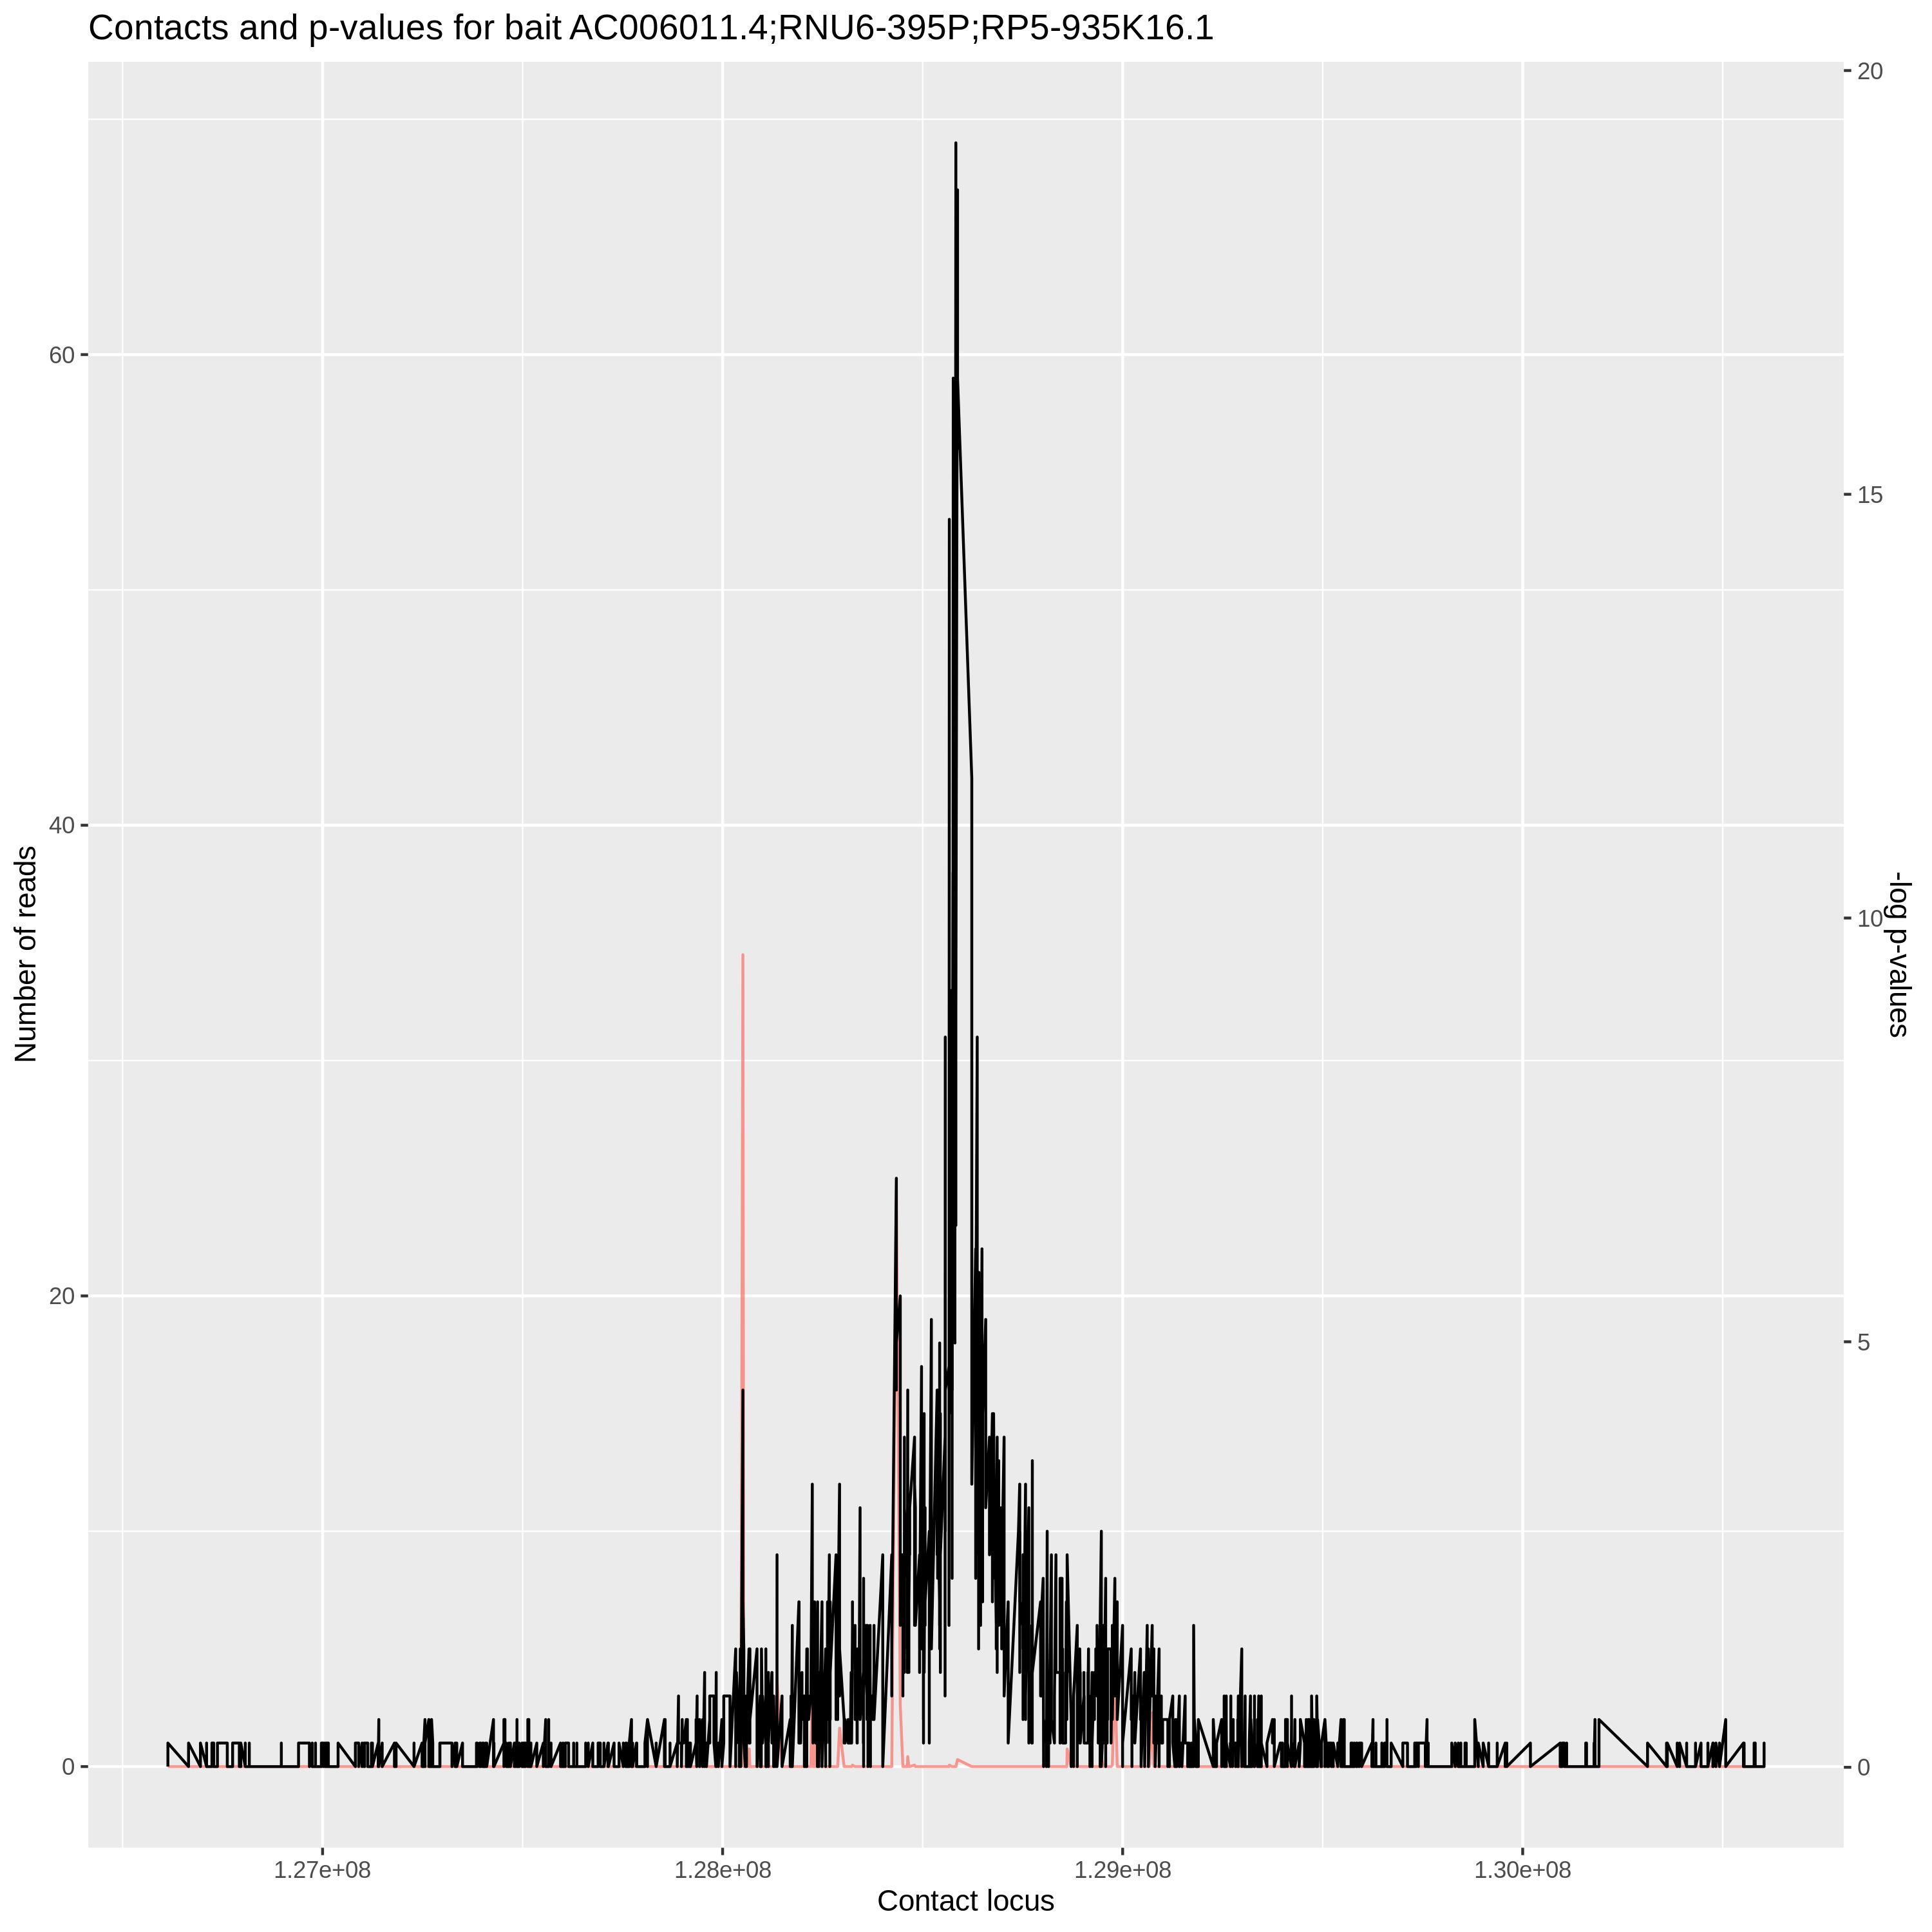 Contacts and p-values for bait AC006011.4;RNU6-395P;RP5-935K16.1
20
60
15
40
10
Number of reads
-log p-values
20
5
0
0
1.27e+08
1.28e+08
1.29e+08
1.30e+08
Contact locus